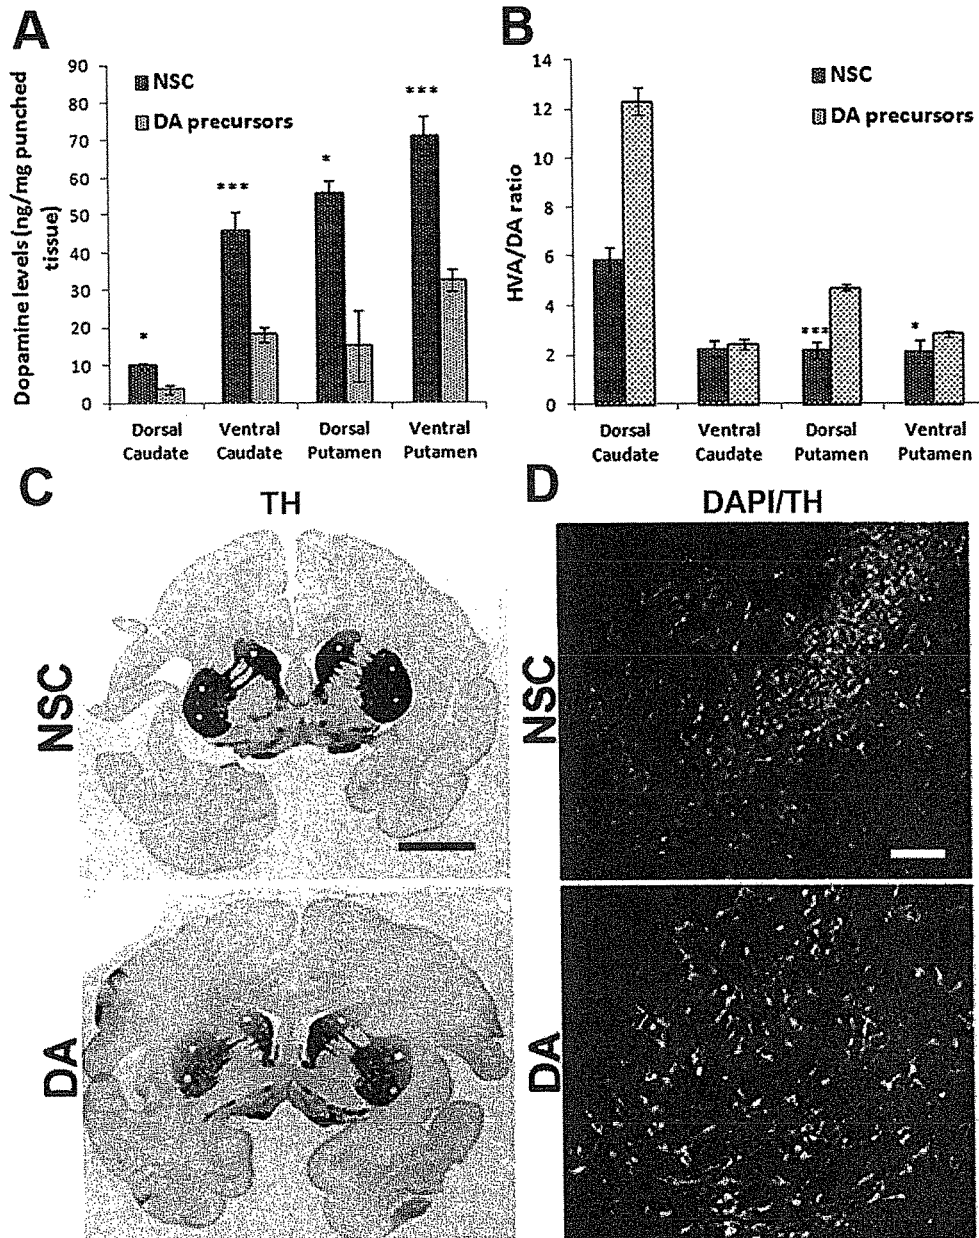 A
Dopamine levels (ng/mg punched
tissue)
90
80
70
60
50
40
30
20
10
0
NSC
DA precursors
*
***
*
***
Dorsal
Caudate
Ventral
Caudate
Dorsal
Putamen
Ventral
Putamen
B
HVA/DA ratio
14
12
10
8
6
4
2
0
NSC
DA precursors
***
*
Dorsal
Caudate
Ventral
Caudate
Dorsal
Putamen
Ventral
Putamen
C
TH
NSC
DA
D
DAPI/TH
NSC
DA